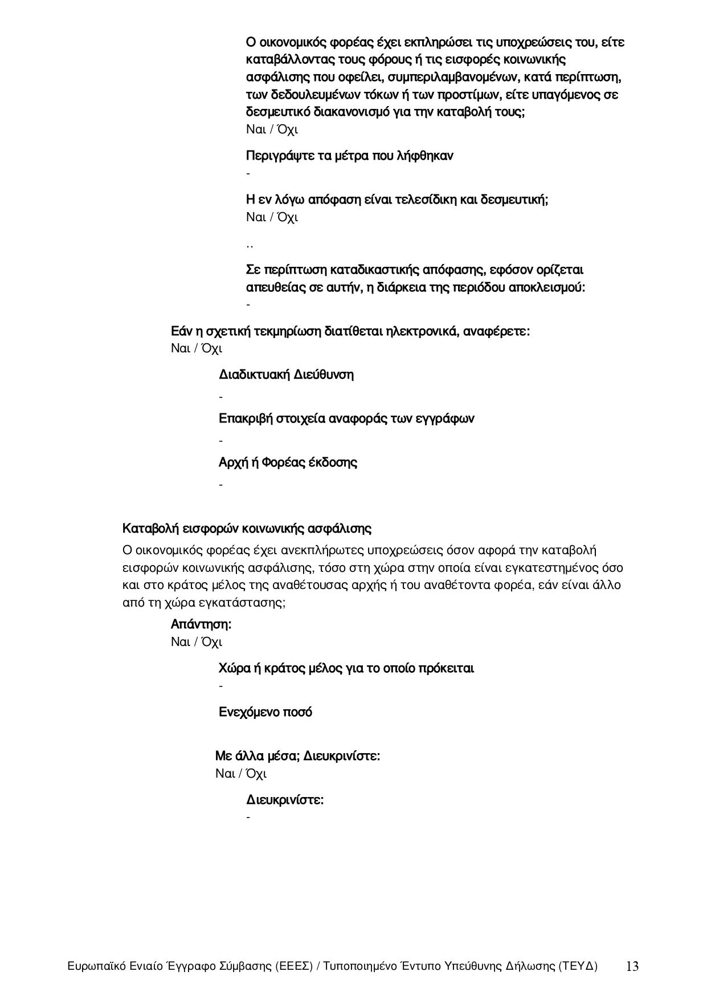 Ο οικονομικός φορέας έχει εκπληρώσει τις υποχρεώσεις του, είτε
καταβάλλοντας τους φόρους ή τις εισφορές κοινωνικής
ασφάλισης που οφείλει, συμπεριλαμβανομένων, κατά περίπτωση,
των δεδουλευμένων τόκων ή των προστίμων, είτε υπαγόμενος σε
δεσμευτικό διακανονισμό για την καταβολή τους;
Ναι / Όχι
Περιγράψτε τα μέτρα που λήφθηκαν
-
Η εν λόγω απόφαση είναι τελεσίδικη και δεσμευτική;
Ναι / Όχι
..
Σε περίπτωση καταδικαστικής απόφασης, εφόσον ορίζεται
απευθείας σε αυτήν, η διάρκεια της περιόδου αποκλεισμού:
-
Εάν η σχετική τεκμηρίωση διατίθεται ηλεκτρονικά, αναφέρετε:
Ναι / Όχι
Διαδικτυακή Διεύθυνση
-
Επακριβή στοιχεία αναφοράς των εγγράφων
-
Αρχή ή Φορέας έκδοσης
-
Καταβολή εισφορών κοινωνικής ασφάλισης
Ο οικονομικός φορέας έχει ανεκπλήρωτες υποχρεώσεις όσον αφορά την καταβολή
εισφορών κοινωνικής ασφάλισης, τόσο στη χώρα στην οποία είναι εγκατεστημένος όσο
και στο κράτος μέλος της αναθέτουσας αρχής ή του αναθέτοντα φορέα, εάν είναι άλλο
από τη χώρα εγκατάστασης;
Απάντηση:
Ναι / Όχι
Χώρα ή κράτος μέλος για το οποίο πρόκειται
-
Ενεχόμενο ποσό
Με άλλα μέσα; Διευκρινίστε:
Ναι / Όχι
Διευκρινίστε:
-
Ευρωπαϊκό Ενιαίο Έγγραφο Σύμβασης (ΕΕΕΣ) / Τυποποιημένο Έντυπο Υπεύθυνης Δήλωσης (ΤΕΥΔ) 13